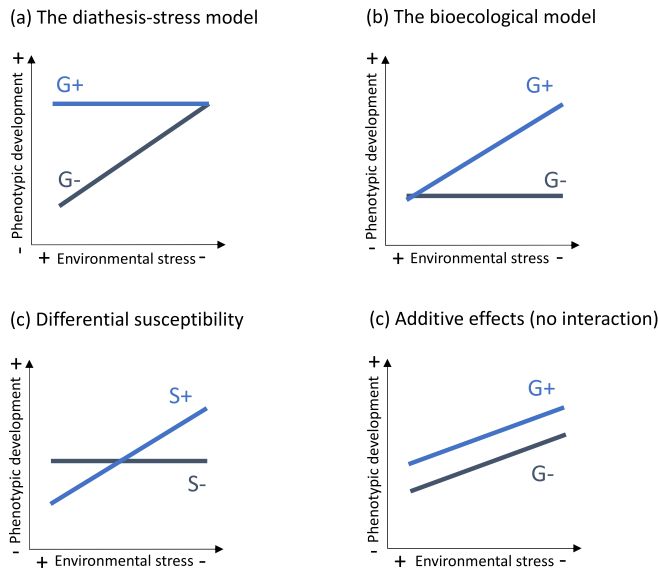 (a) The diathesis-stress model
+
Phenotypic development
-
G+
G-
+ Environmental stress -
(b) The bioecological model
+
Phenotypic development
-
G+
G-
+ Environmental stress -
(c) Differential susceptibility
+
Phenotypic development
-
S+
S-
+ Environmental stress -
(c) Additive effects (no interaction)
+
Phenotypic development
-
G+
G-
+ Environmental stress -